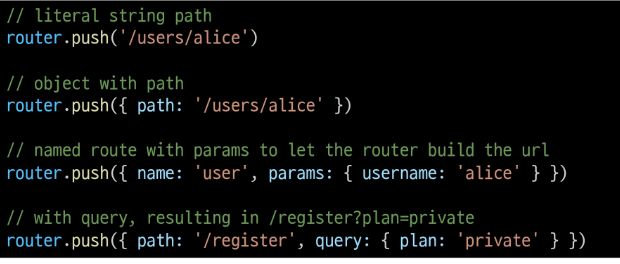 // literal string path
router.push('/users/alice')
// object with path
router.push({ path: '/users/alice' })
// named route with params to let the router build the url
router.push({ name: 'user', params: { username: 'alice' } })
// with query, resulting in /register?plan=private
router.push({ path: '/register', query: { plan: 'private' } })